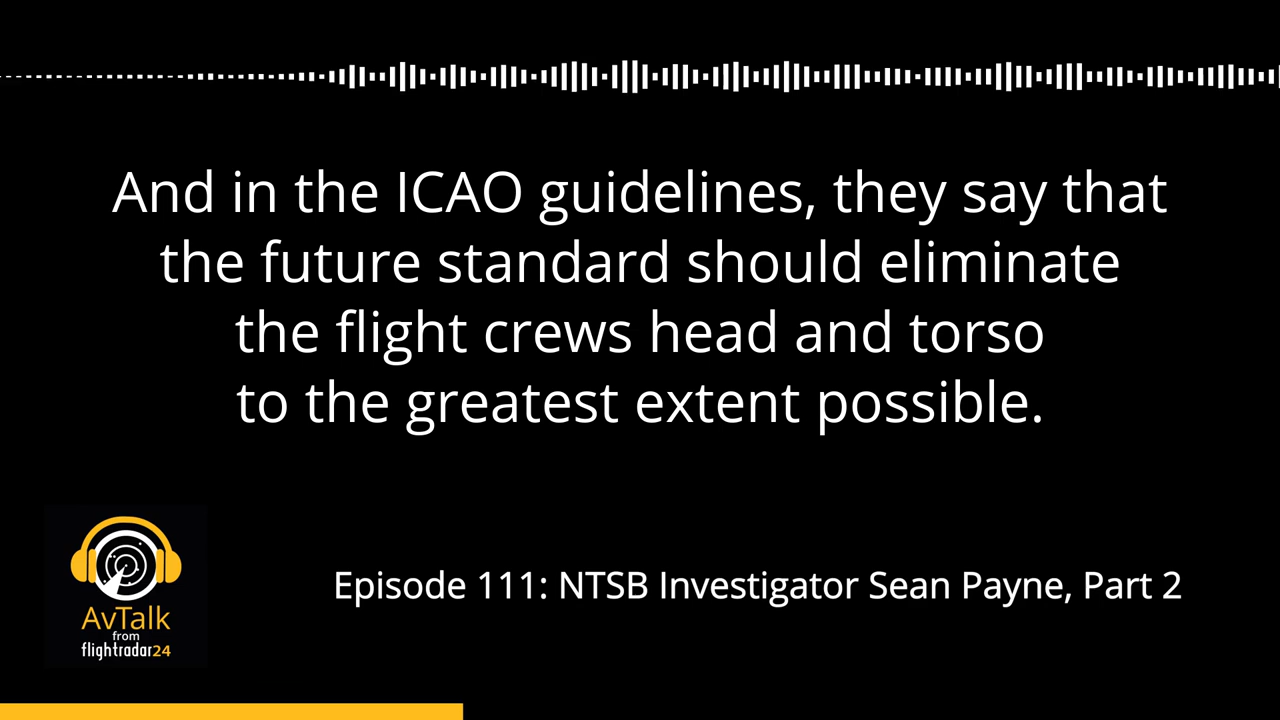 And in the ICAO guidelines, they say that
the future standard should eliminate
the flight crews head and torso
to the greatest extent possible.
Episode 111: NTSB Investigator Sean Payne, Part 2
AvTalk
from
flightradar24